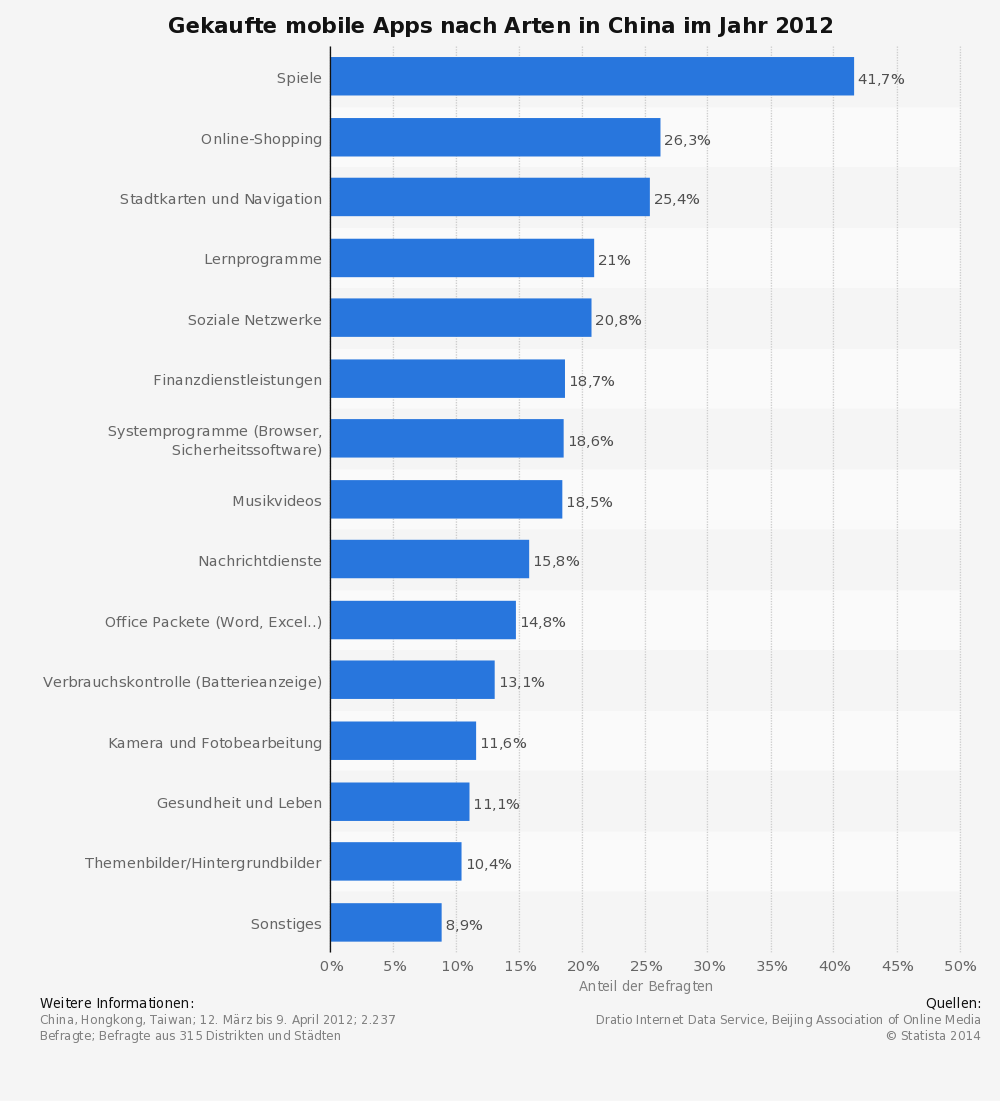 Gekaufte mobile Apps nach Arten in China im Jahr 2012
Spiele 41,7%
Online-Shopping 26,3%
Stadtkarten und Navigation 25,4%
Lernprogramme 21%
Soziale Netzwerke 20,8%
Finanzdienstleistungen 18,7%
Systemprogramme (Browser,
Sicherheitssoftware) 18,6%
Musikvideos 18,5%
Nachrichtdienste 15,8%
Office Packete (Word, Excel..) 14,8%
Verbrauchskontrolle (Batterieanzeige) 13,1%
Kamera und Fotobearbeitung 11,6%
Gesundheit und Leben 11,1%
Themenbilder/Hintergrundbilder 10,4%
Sonstiges 8,9%
0% 5% 10% 15% 20% 25% 30% 35% 40% 45% 50%
Anteil der Befragten
Weitere Informationen:
China, Hongkong, Taiwan; 12. März bis 9. April 2012; 2.237
Befragte; Befragte aus 315 Distrikten und Städten
Quellen:
Dratio Internet Data Service, Beijing Association of Online Media
© Statista 2014